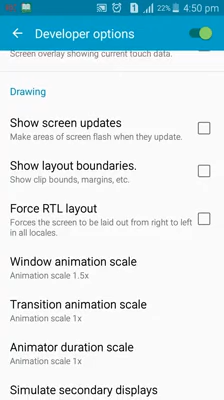 1 22% 4:50 pm
Developer options
Screen overlay showing current touch data.
Drawing
Show screen updates
Make areas of screen flash when they update.
Show layout boundaries.
Show clip bounds, margins, etc.
Force RTL layout
Forces the screen to be laid out from right to left
in all locales.
Window animation scale
Animation scale 1.5x
Transition animation scale
Animation scale 1x
Animator duration scale
Animation scale 1x
Simulate secondary displays